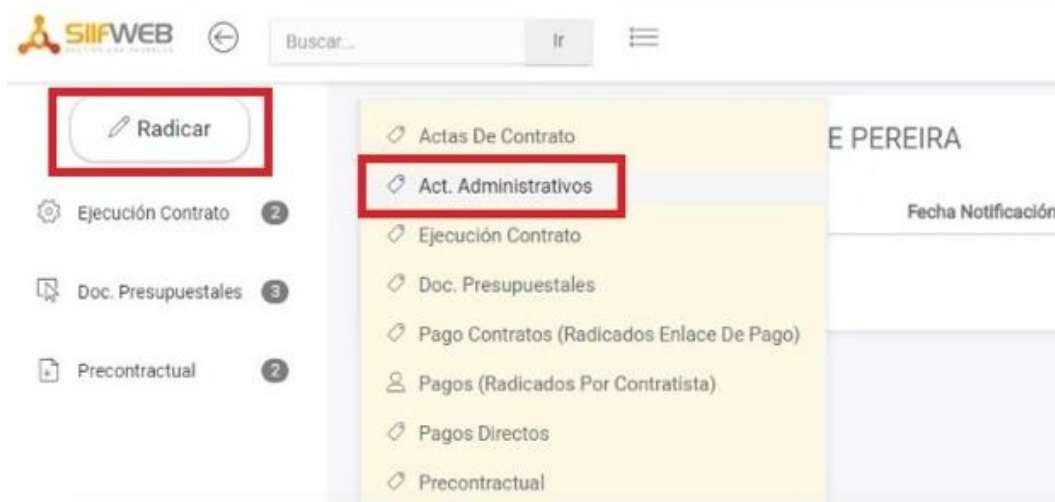 SIIFWEB
Buscar...
Ir
Radicar
Ejecución Contrato 2
Doc. Presupuestales 3
Precontractual 2
Actas De Contrato
Act. Administrativos
Ejecución Contrato
Doc. Presupuestales
Pago Contratos (Radicados Enlace De Pago)
Pagos (Radicados Por Contratista)
Pagos Directos
Precontractual
E PEREIRA
Fecha Notificación